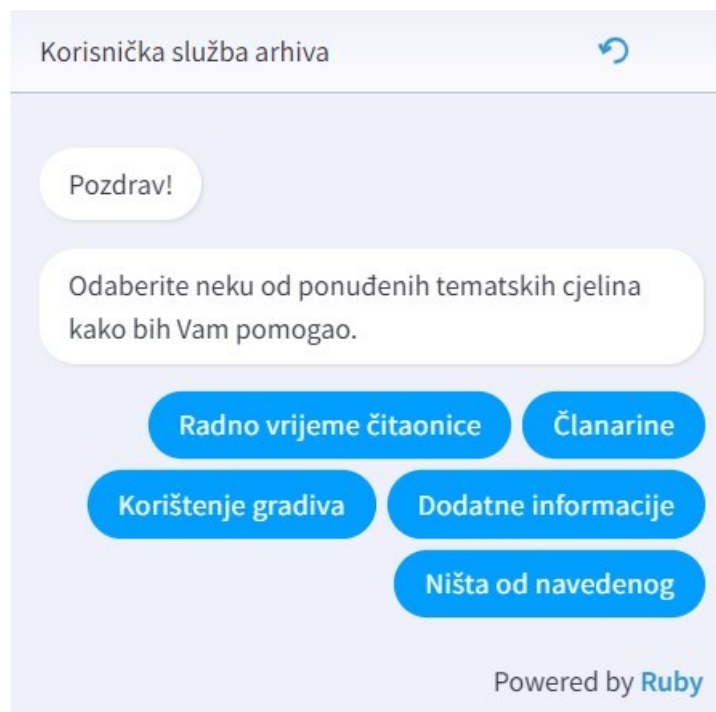 Korisnička služba arhiva
Pozdrav!
Odaberite neku od ponuđenih tematskih cjelina
kako bih Vam pomogao.
Radno vrijeme čitaonice Članarine
Korištenje gradiva Dodatne informacije
Ništa od navedenog
Powered by Ruby